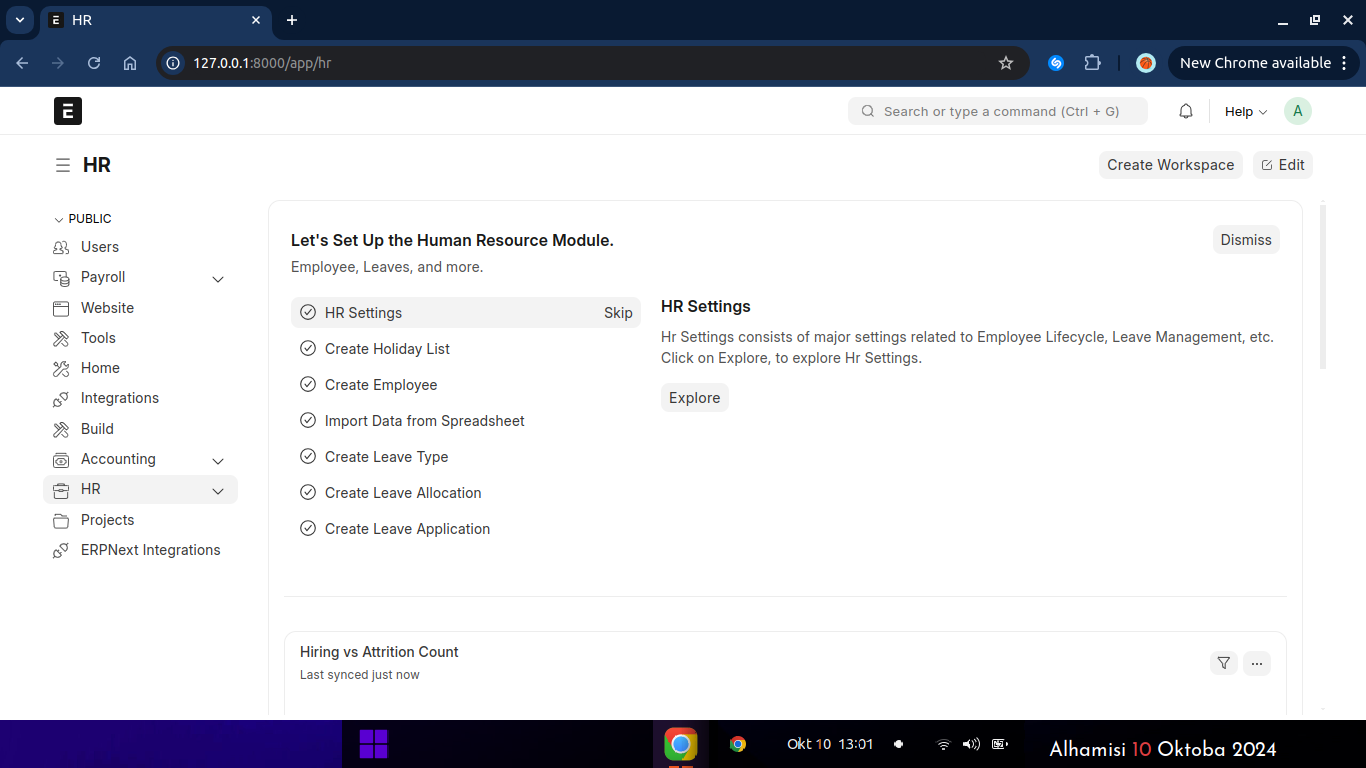 HR
127.0.0.1:8000/app/hr
New Chrome available
E
Search or type a command (Ctrl + G)
Help
A
HR
Create Workspace
Edit
PUBLIC
Users
Payroll
Website
Tools
Home
Integrations
Build
Accounting
HR
Projects
ERPNext Integrations
Let's Set Up the Human Resource Module.
Dismiss
Employee, Leaves, and more.
HR Settings
Skip
Create Holiday List
Create Employee
Import Data from Spreadsheet
Create Leave Type
Create Leave Allocation
Create Leave Application
HR Settings
Hr Settings consists of major settings related to Employee Lifecycle, Leave Management, etc.
Click on Explore, to explore Hr Settings.
Explore
Hiring vs Attrition Count
Last synced just now
Okt 10 13:01
Alhamisi 10 Oktoba 2024